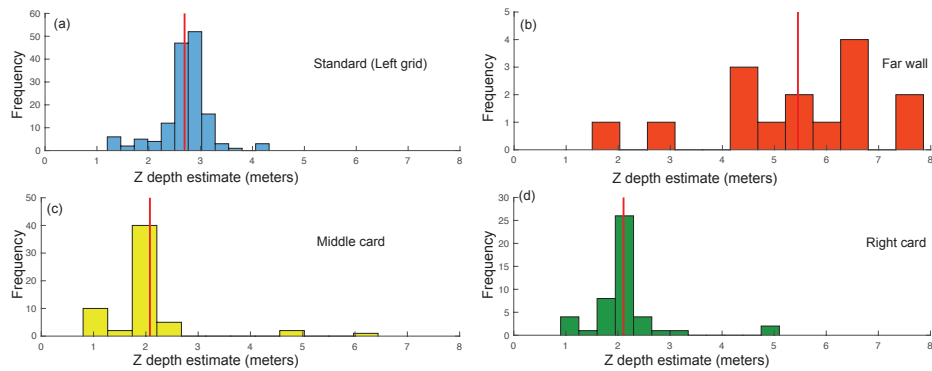 (a)
Standard (Left grid)
Frequency
60
50
40
30
20
10
0
0 1 2 3 4 5 6 7 8
Z depth estimate (meters)
(b)
Far wall
Frequency
5
4
3
2
1
0
0 1 2 3 4 5 6 7 8
Z depth estimate (meters)
(c)
Middle card
Frequency
50
40
30
20
10
0
0 1 2 3 4 5 6 7 8
Z depth estimate (meters)
(d)
Right card
Frequency
30
25
20
15
10
5
0
0 1 2 3 4 5 6 7 8
Z depth estimate (meters)